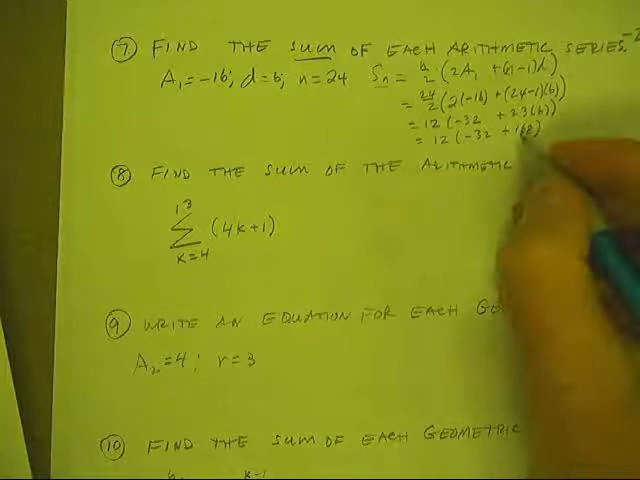 7 FIND THE SUM OF EACH ARITHMETIC SERIES
A₁=-16; d=6; n=24 Sₙ = n/2 (2A₁ + (n-1)d)
= 24/2 (2(-16) + (24-1)(6))
= 12 (-32 + 23(6))
= 12 (-32 + 168)
8 FIND THE SUM OF THE ARITHMETIC
13
Σ (4k+1)
k=4
9 WRITE AN EQUATION FOR EACH
A₂=4; r=3
10 FIND THE SUM OF EACH GEOMETRIC
k-1